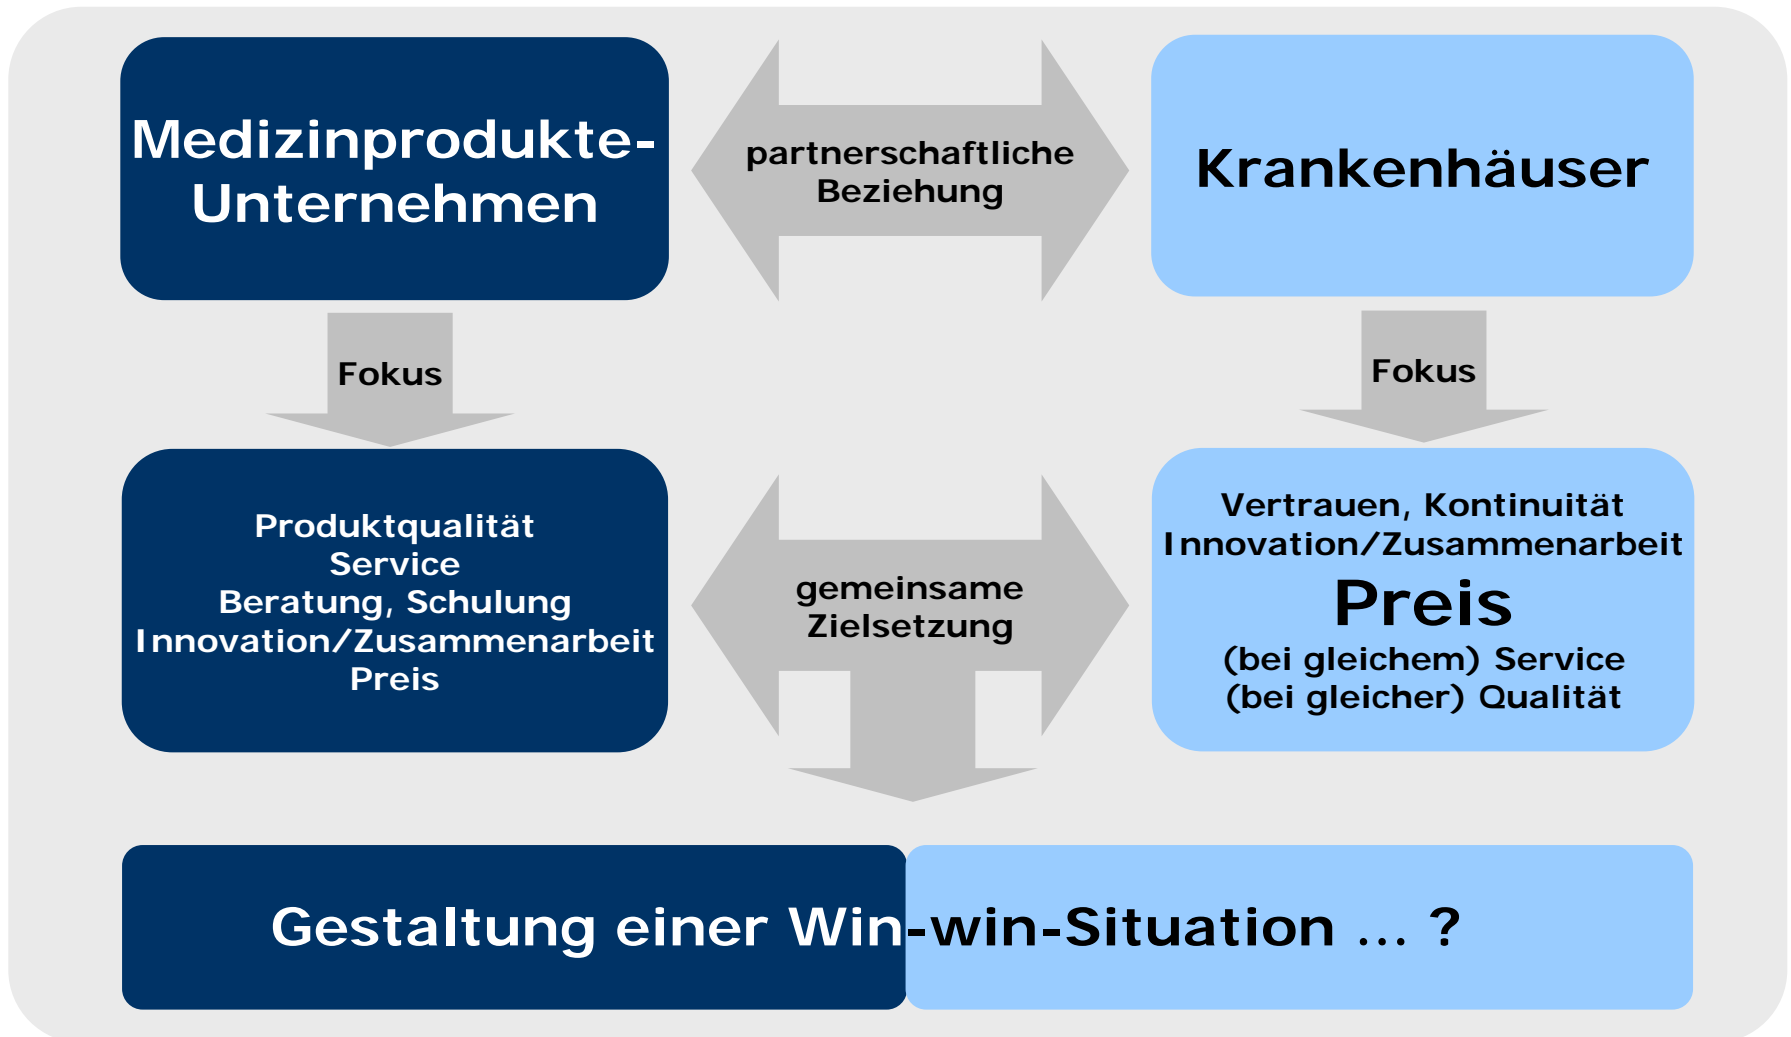 Medizinprodukte-
Unternehmen
partnerschaftliche
Beziehung
Krankenhäuser
Fokus
Fokus
Produktqualität
Service
Beratung, Schulung
Innovation/Zusammenarbeit
Preis
gemeinsame
Zielsetzung
Vertrauen, Kontinuität
Innovation/Zusammenarbeit
Preis
(bei gleichem) Service
(bei gleicher) Qualität
Gestaltung einer Win-win-Situation ... ?